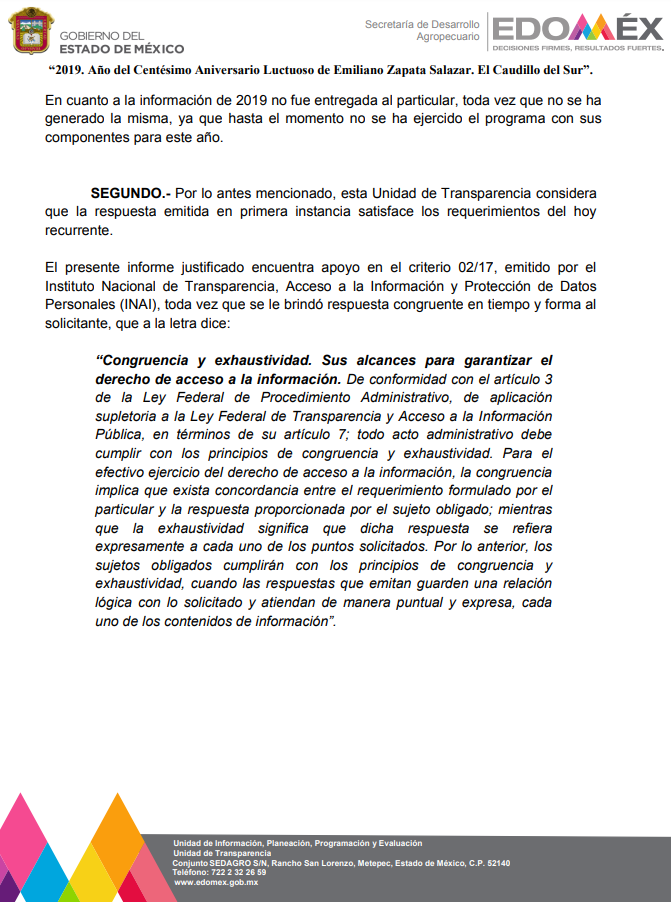 GOBIERNO DEL
ESTADO DE MÉXICO
Secretaría de Desarrollo
Agropecuario
EDOMÉX
DECISIONES FIRMES, RESULTADOS FUERTES.
“2019. Año del Centésimo Aniversario Luctuoso de Emiliano Zapata Salazar. El Caudillo del Sur”.
En cuanto a la información de 2019 no fue entregada al particular, toda vez que no se ha
generado la misma, ya que hasta el momento no se ha ejercido el programa con sus
componentes para este año.
SEGUNDO.- Por lo antes mencionado, esta Unidad de Transparencia considera
que la respuesta emitida en primera instancia satisface los requerimientos del hoy
recurrente.
El presente informe justificado encuentra apoyo en el criterio 02/17, emitido por el
Instituto Nacional de Transparencia, Acceso a la Información y Protección de Datos
Personales (INAI), toda vez que se le brindó respuesta congruente en tiempo y forma al
solicitante, que a la letra dice:
“Congruencia y exhaustividad. Sus alcances para garantizar el
derecho de acceso a la información. De conformidad con el artículo 3
de la Ley Federal de Procedimiento Administrativo, de aplicación
supletoria a la Ley Federal de Transparencia y Acceso a la Información
Pública, en términos de su artículo 7; todo acto administrativo debe
cumplir con los principios de congruencia y exhaustividad. Para el
efectivo ejercicio del derecho de acceso a la información, la congruencia
implica que exista concordancia entre el requerimiento formulado por el
particular y la respuesta proporcionada por el sujeto obligado; mientras
que la exhaustividad significa que dicha respuesta se refiera
expresamente a cada uno de los puntos solicitados. Por lo anterior, los
sujetos obligados cumplirán con los principios de congruencia y
exhaustividad, cuando las respuestas que emitan guarden una relación
lógica con lo solicitado y atiendan de manera puntual y expresa, cada
uno de los contenidos de información”.
Unidad de Información, Planeación, Programación y Evaluación
Unidad de Transparencia
Conjunto SEDAGRO S/N, Rancho San Lorenzo, Metepec, Estado de México, C.P. 52140
Teléfono: 722 2 32 26 59
www.edomex.gob.mx